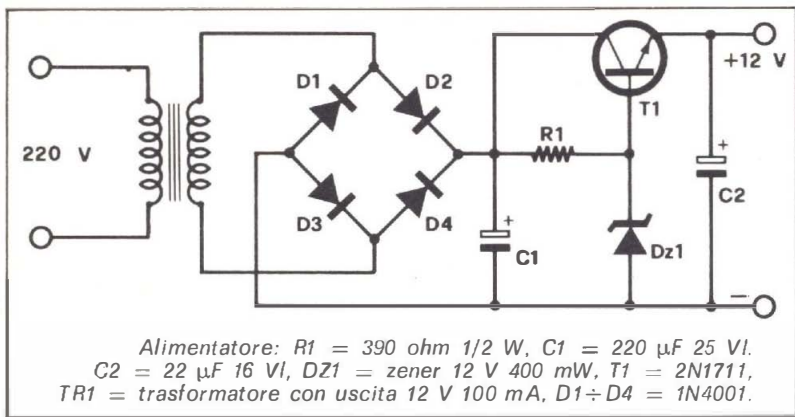 D1
D2
T1
+12 V
220 V
R1
+
C2
D3
D4
+
C1
Dz1
−
Alimentatore: R1 = 390 ohm 1/2 W, C1 = 220 µF 25 Vl.
C2 = 22 µF 16 Vl, DZ1 = zener 12 V 400 mW, T1 = 2N1711,
TR1 = trasformatore con uscita 12 V 100 mA, D1÷D4 = 1N4001.